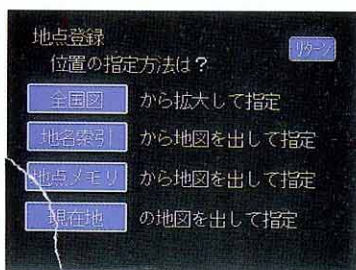 地点登録
リターン
位置の指定方法は?
全国図 から拡大して指定
地名索引 から地図を出して指定
地点メモリ から地図を出して指定
現在地 の地図を出して指定